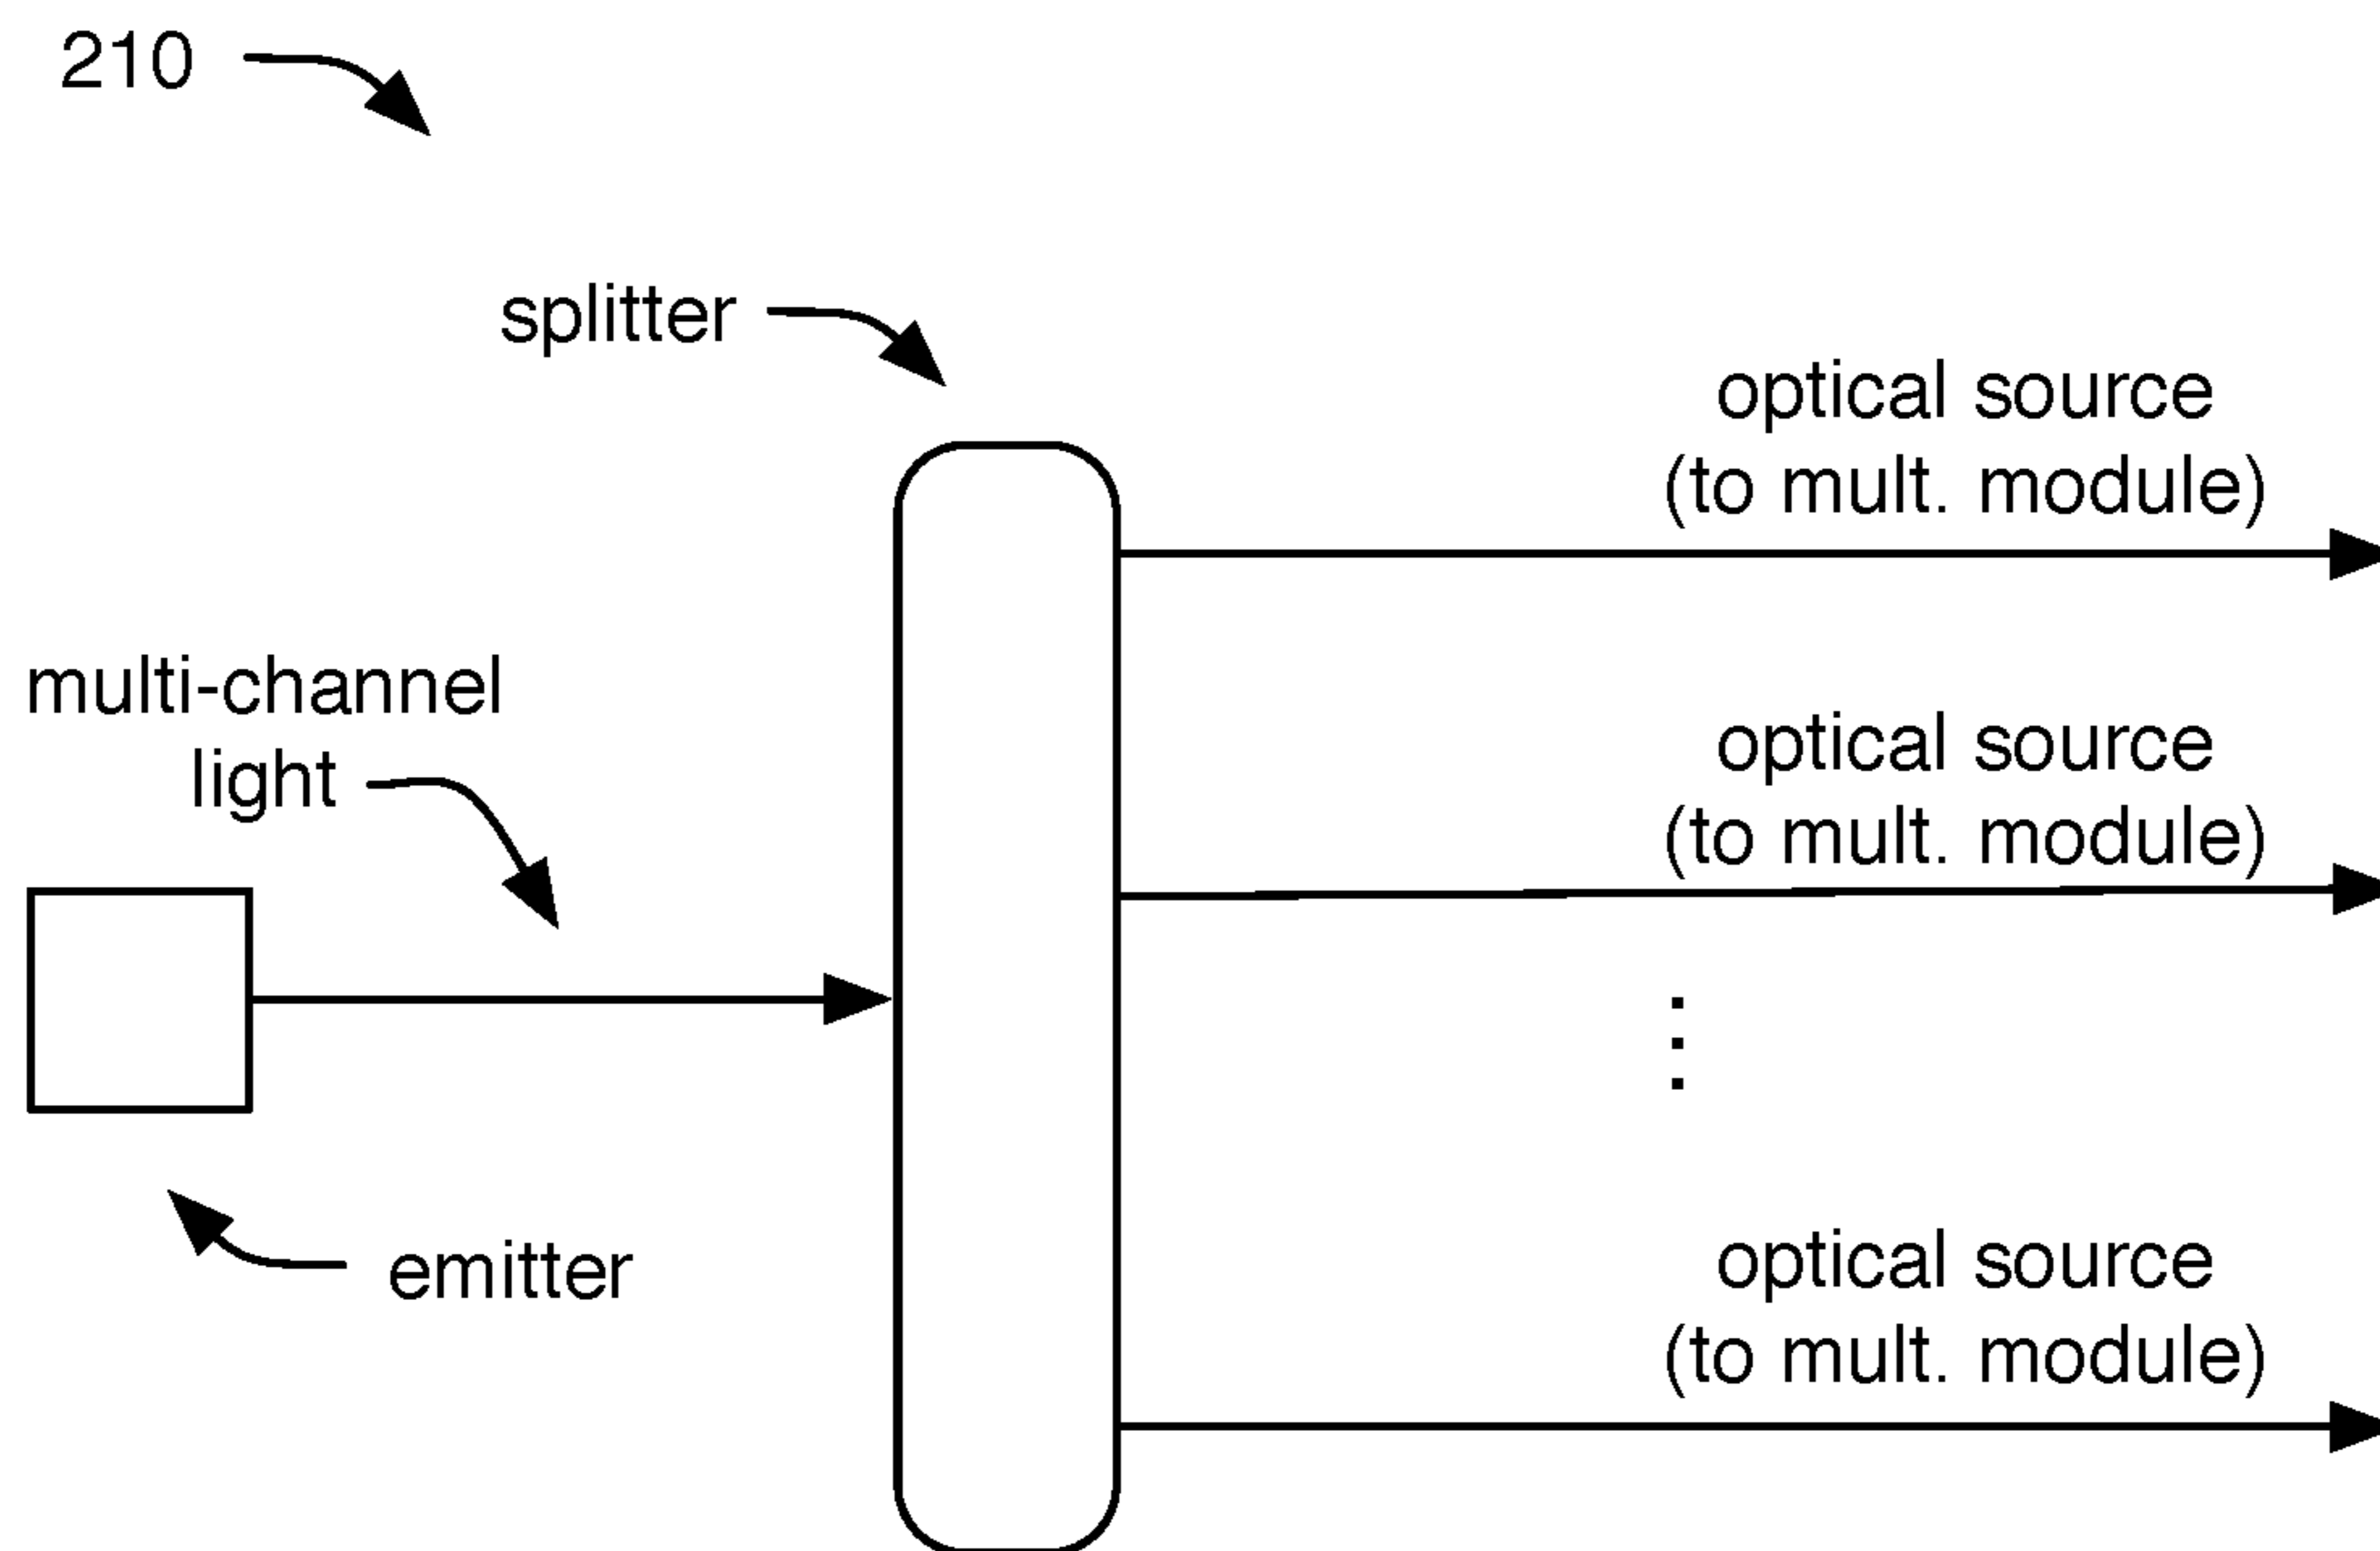 210
splitter
optical source
(to mult. module)
multi-channel
light
optical source
(to mult. module)
emitter
optical source
(to mult. module)